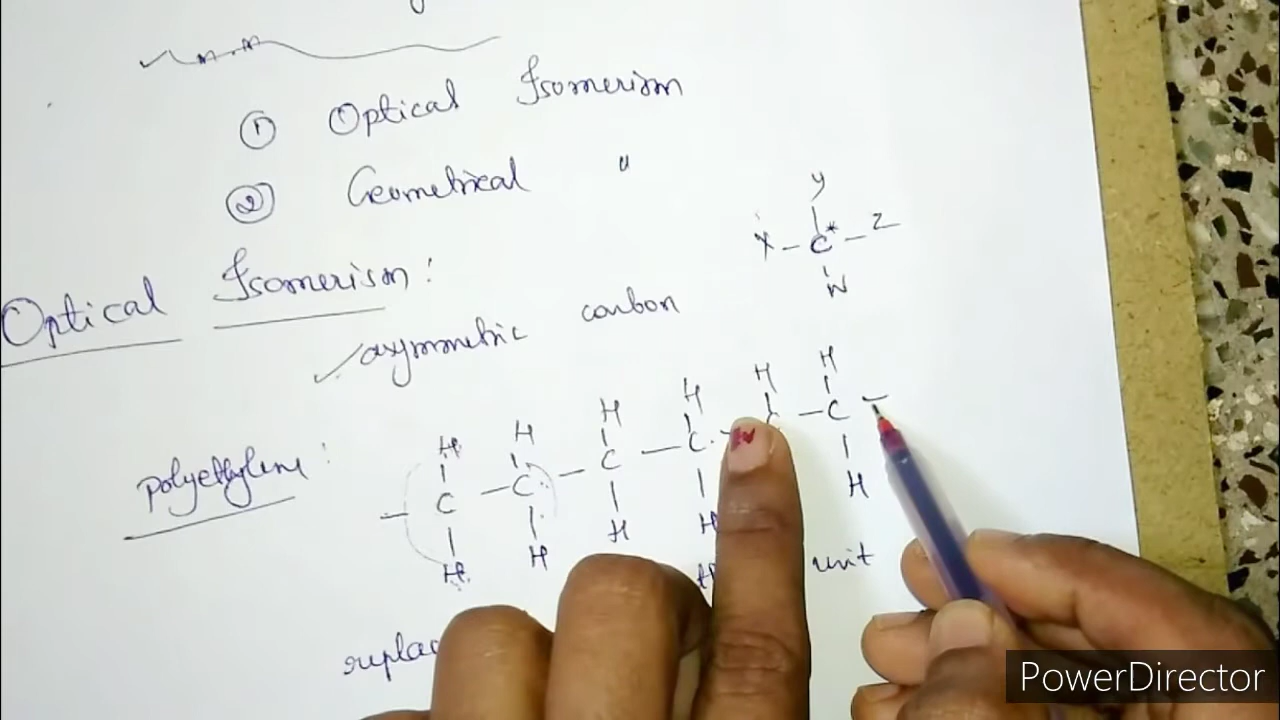 ① Optical Isomerism
② Geometrical "
Optical Isomerism:
y
X - C* - Z
W
✓ asymmetric carbon
polyethylene:
H H H H H H
- C - C - C - C - C - C -
H H H H H
unit
PowerDirector